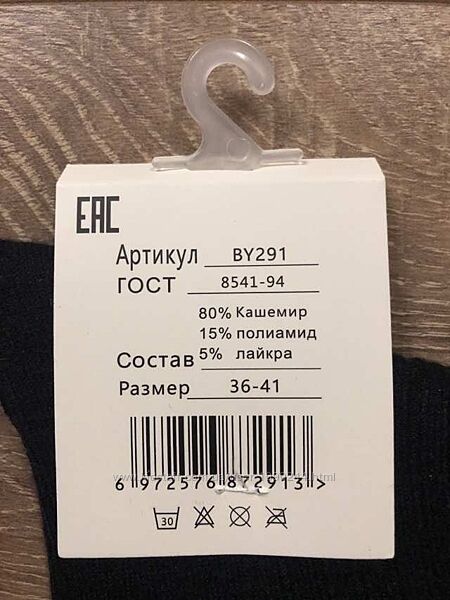 EAC
Артикул BY291
ГОСТ 8541-94
80% Кашемир
15% полиамид
Состав 5% лайкра
Размер 36-41
6 972576 872913 >
30